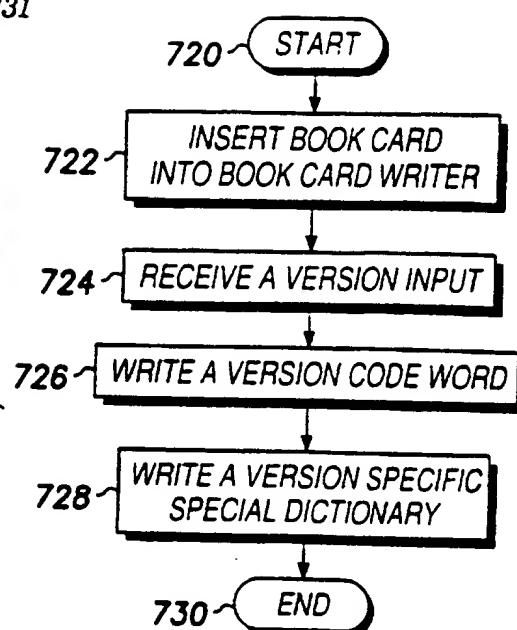 31
720 START
722 INSERT BOOK CARD
INTO BOOK CARD WRITER
724 RECEIVE A VERSION INPUT
726 WRITE A VERSION CODE WORD
728 WRITE A VERSION SPECIFIC
SPECIAL DICTIONARY
730 END